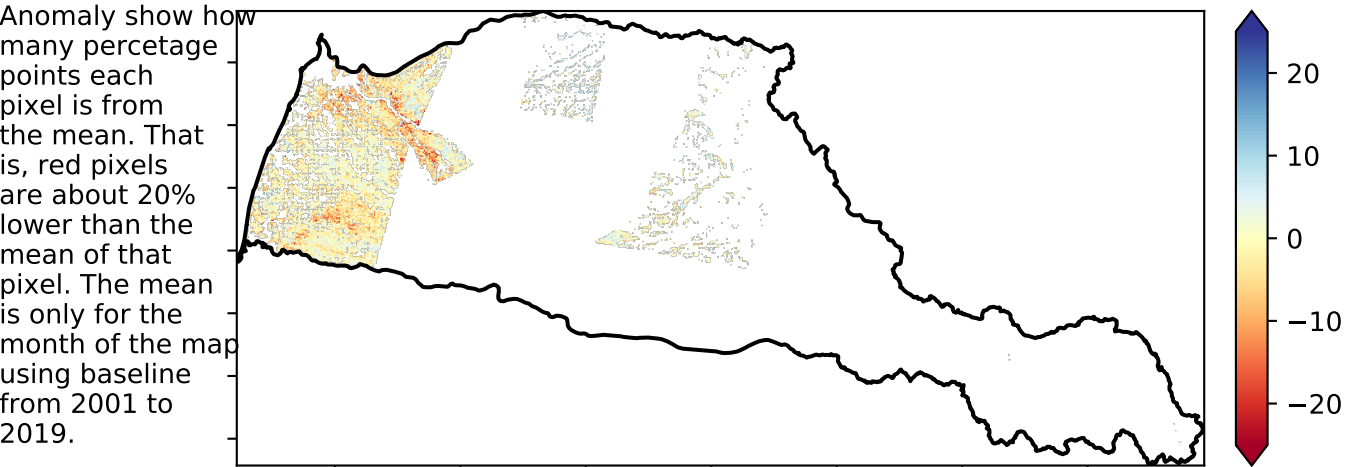 Anomaly show how
many percetage
points each
pixel is from
the mean. That
is, red pixels
are about 20%
lower than the
mean of that
pixel. The mean
is only for the
month of the map
using baseline
from 2001 to
2019.
20
10
0
−10
−20